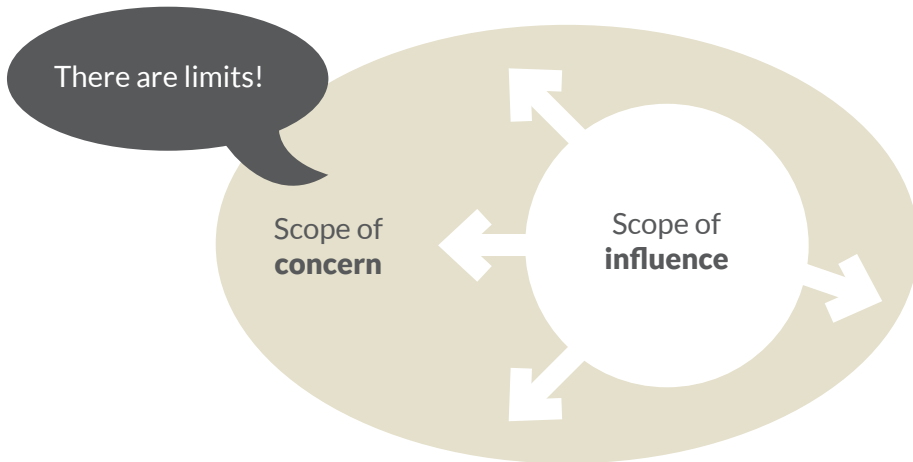 There are limits!
Scope of
concern
Scope of
influence